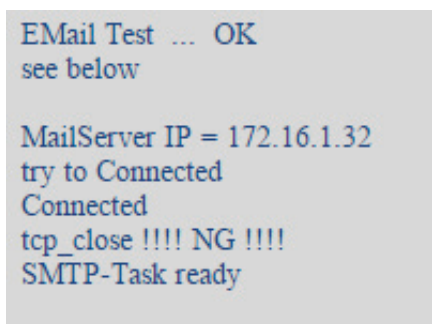 EMail Test ... OK
see below
MailServer IP = 172.16.1.32
try to Connected
Connected
tcp_close !!!! NG !!!!
SMTP-Task ready